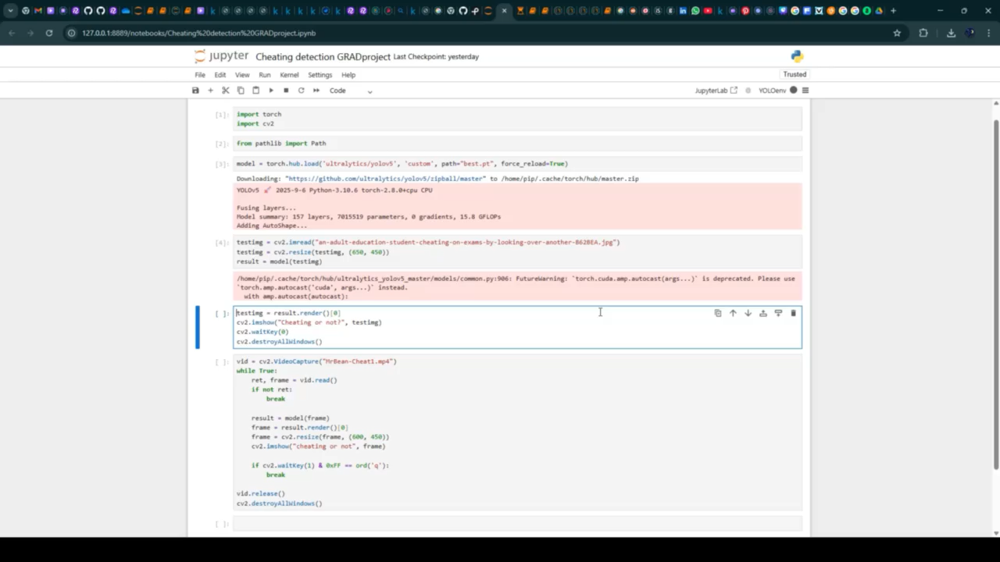 127.0.0.1:8889/notebooks/Cheating%20detection%20GRADproject.ipynb
jupyter Cheating detection GRADproject Last Checkpoint: yesterday
File Edit View Run Kernel Settings Help
Trusted
Code
JupyterLab
YOLOenv
[1]:
import torch
import cv2
[2]:
from pathlib import Path
[3]:
model = torch.hub.load('ultralytics/yolov5', 'custom', path="best.pt", force_reload=True)
Downloading: "https://github.com/ultralytics/yolov5/zipball/master" to /home/pip/.cache/torch/hub/master.zip
YOLOv5 🚀 2025-9-6 Python-3.10.6 torch-2.8.0+cpu CPU
Fusing layers...
Model summary: 157 layers, 7015519 parameters, 0 gradients, 15.8 GFLOPs
Adding AutoShape...
[4]:
testimg = cv2.imread("an-adult-education-student-cheating-on-exams-by-looking-over-another-B62BEA.jpg")
testimg = cv2.resize(testimg, (650, 450))
result = model(testimg)
/home/pip/.cache/torch/hub/ultralytics_yolov5_master/models/common.py:906: FutureWarning: `torch.cuda.amp.autocast(args...)` is deprecated. Please use
`torch.amp.autocast('cuda', args...)` instead.
with amp.autocast(autocast):
[ ]:
testimg = result.render()[0]
cv2.imshow("Cheating or not?", testimg)
cv2.waitKey(0)
cv2.destroyAllWindows()
[ ]:
vid = cv2.VideoCapture("MrBean-Cheat1.mp4")
while True:
ret, frame = vid.read()
if not ret:
break
result = model(frame)
frame = result.render()[0]
frame = cv2.resize(frame, (600, 450))
cv2.imshow("cheating or not", frame)
if cv2.waitKey(1) & 0xFF == ord('q'):
break
vid.release()
cv2.destroyAllWindows()
[ ]: